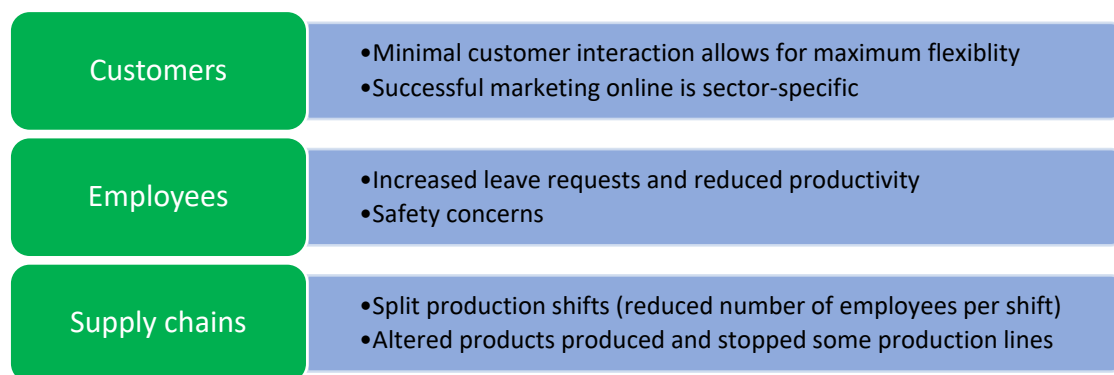 Customers
•Minimal customer interaction allows for maximum flexiblity
•Successful marketing online is sector-specific
Employees
•Increased leave requests and reduced productivity
•Safety concerns
Supply chains
•Split production shifts (reduced number of employees per shift)
•Altered products produced and stopped some production lines